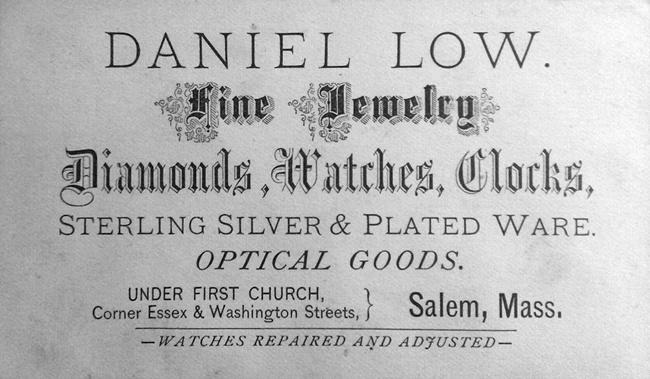 DANIEL LOW.
Fine Jewelry
Diamonds, Watches, Clocks,
STERLING SILVER & PLATED WARE.
OPTICAL GOODS.
UNDER FIRST CHURCH,
Corner Essex & Washington Streets, } Salem, Mass.
—WATCHES REPAIRED AND ADJUSTED—